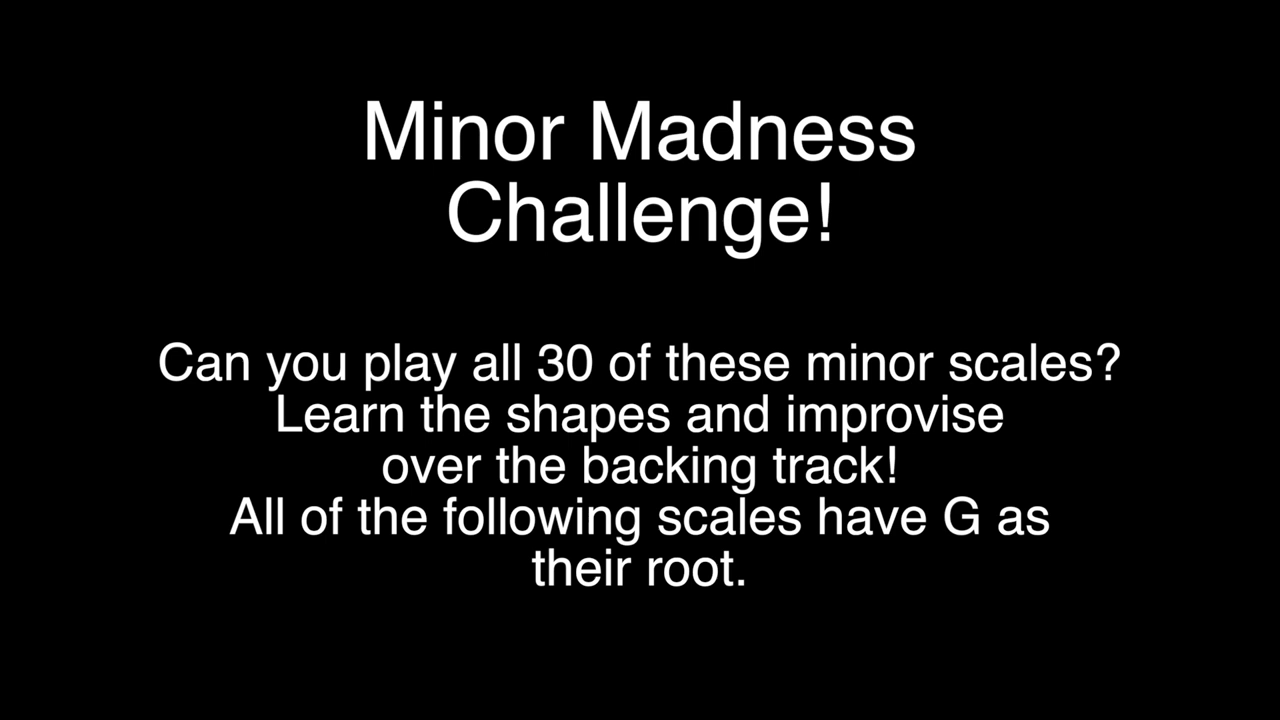 Minor Madness
Challenge!
Can you play all 30 of these minor scales?
Learn the shapes and improvise
over the backing track!
All of the following scales have G as
their root.